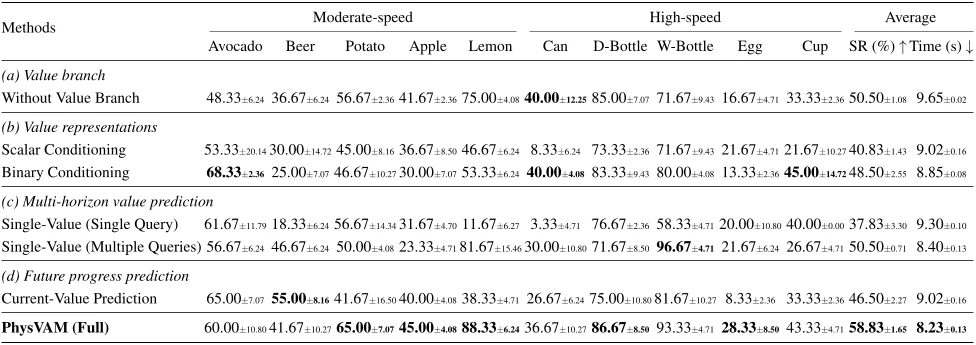 Methods Moderate-speed High-speed Average
Avocado Beer Potato Apple Lemon Can D-Bottle W-Bottle Egg Cup SR (%) ↑ Time (s) ↓
(a) Value branch
Without Value Branch 48.33±6.24 36.67±6.24 56.67±2.36 41.67±2.36 75.00±4.08 40.00±12.25 85.00±7.07 71.67±9.43 16.67±4.71 33.33±2.36 50.50±1.08 9.65±0.02
(b) Value representations
Scalar Conditioning 53.33±20.14 30.00±14.72 45.00±8.16 36.67±8.50 46.67±6.24 8.33±6.24 73.33±2.36 71.67±9.43 21.67±4.71 21.67±10.27 40.83±1.43 9.02±0.16
Binary Conditioning 68.33±2.36 25.00±7.07 46.67±10.27 30.00±7.07 53.33±6.24 40.00±4.08 83.33±9.43 80.00±4.08 13.33±2.36 45.00±14.72 48.50±2.55 8.85±0.08
(c) Multi-horizon value prediction
Single-Value (Single Query) 61.67±11.79 18.33±6.24 56.67±14.34 31.67±4.70 11.67±6.27 3.33±4.71 76.67±2.36 58.33±4.71 20.00±10.80 40.00±0.00 37.83±3.30 9.30±0.10
Single-Value (Multiple Queries) 56.67±6.24 46.67±6.24 50.00±4.08 23.33±4.71 81.67±15.46 30.00±10.80 71.67±8.50 96.67±4.71 21.67±6.24 26.67±4.71 50.50±0.71 8.40±0.13
(d) Future progress prediction
Current-Value Prediction 65.00±7.07 55.00±8.16 41.67±16.50 40.00±4.08 38.33±4.71 26.67±6.24 75.00±10.80 81.67±10.27 8.33±2.36 33.33±2.36 46.50±2.27 9.02±0.16
PhysVAM (Full) 60.00±10.80 41.67±10.27 65.00±7.07 45.00±4.08 88.33±6.24 36.67±10.27 86.67±8.50 93.33±4.71 28.33±8.50 43.33±4.71 58.83±1.65 8.23±0.13